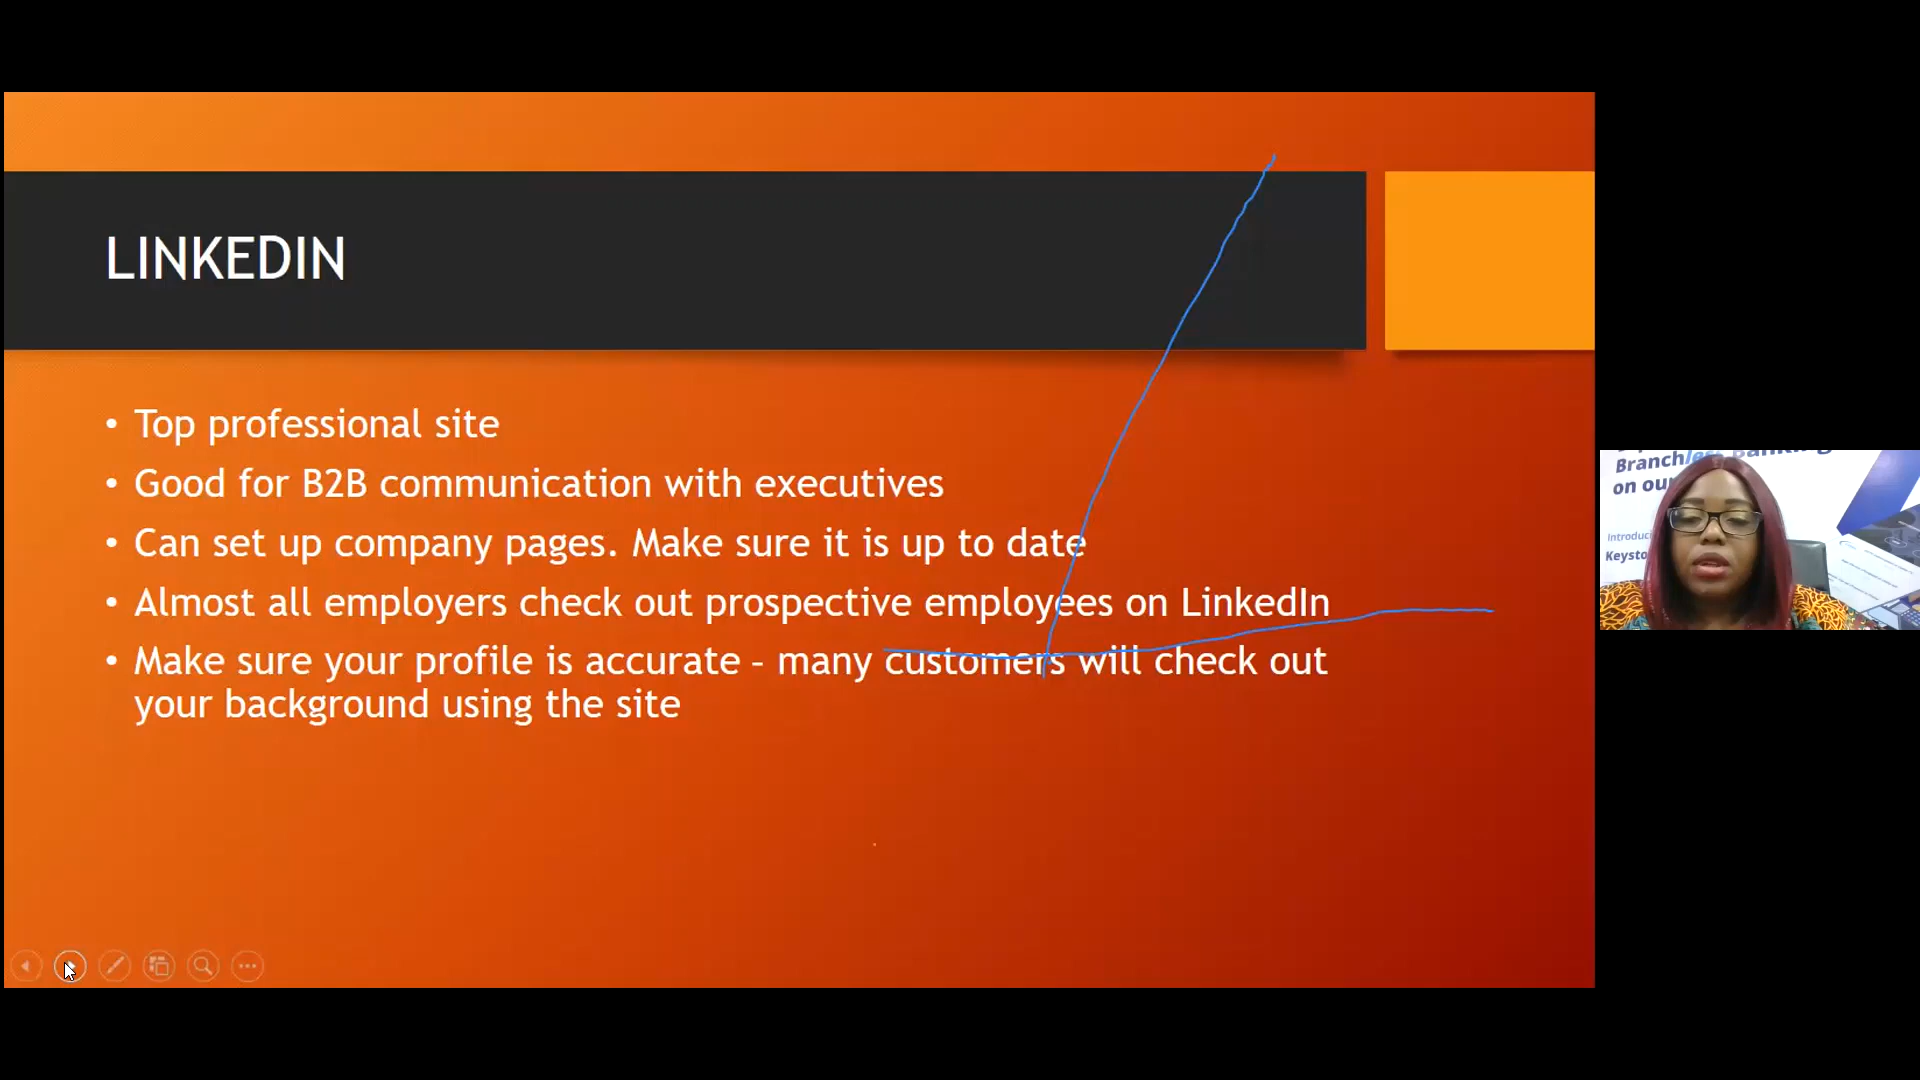 LINKEDIN
• Top professional site
• Good for B2B communication with executives
• Can set up company pages. Make sure it is up to date
• Almost all employers check out prospective employees on LinkedIn
• Make sure your profile is accurate – many customers will check out
your background using the site
Branchless Banking
on our
Keysto